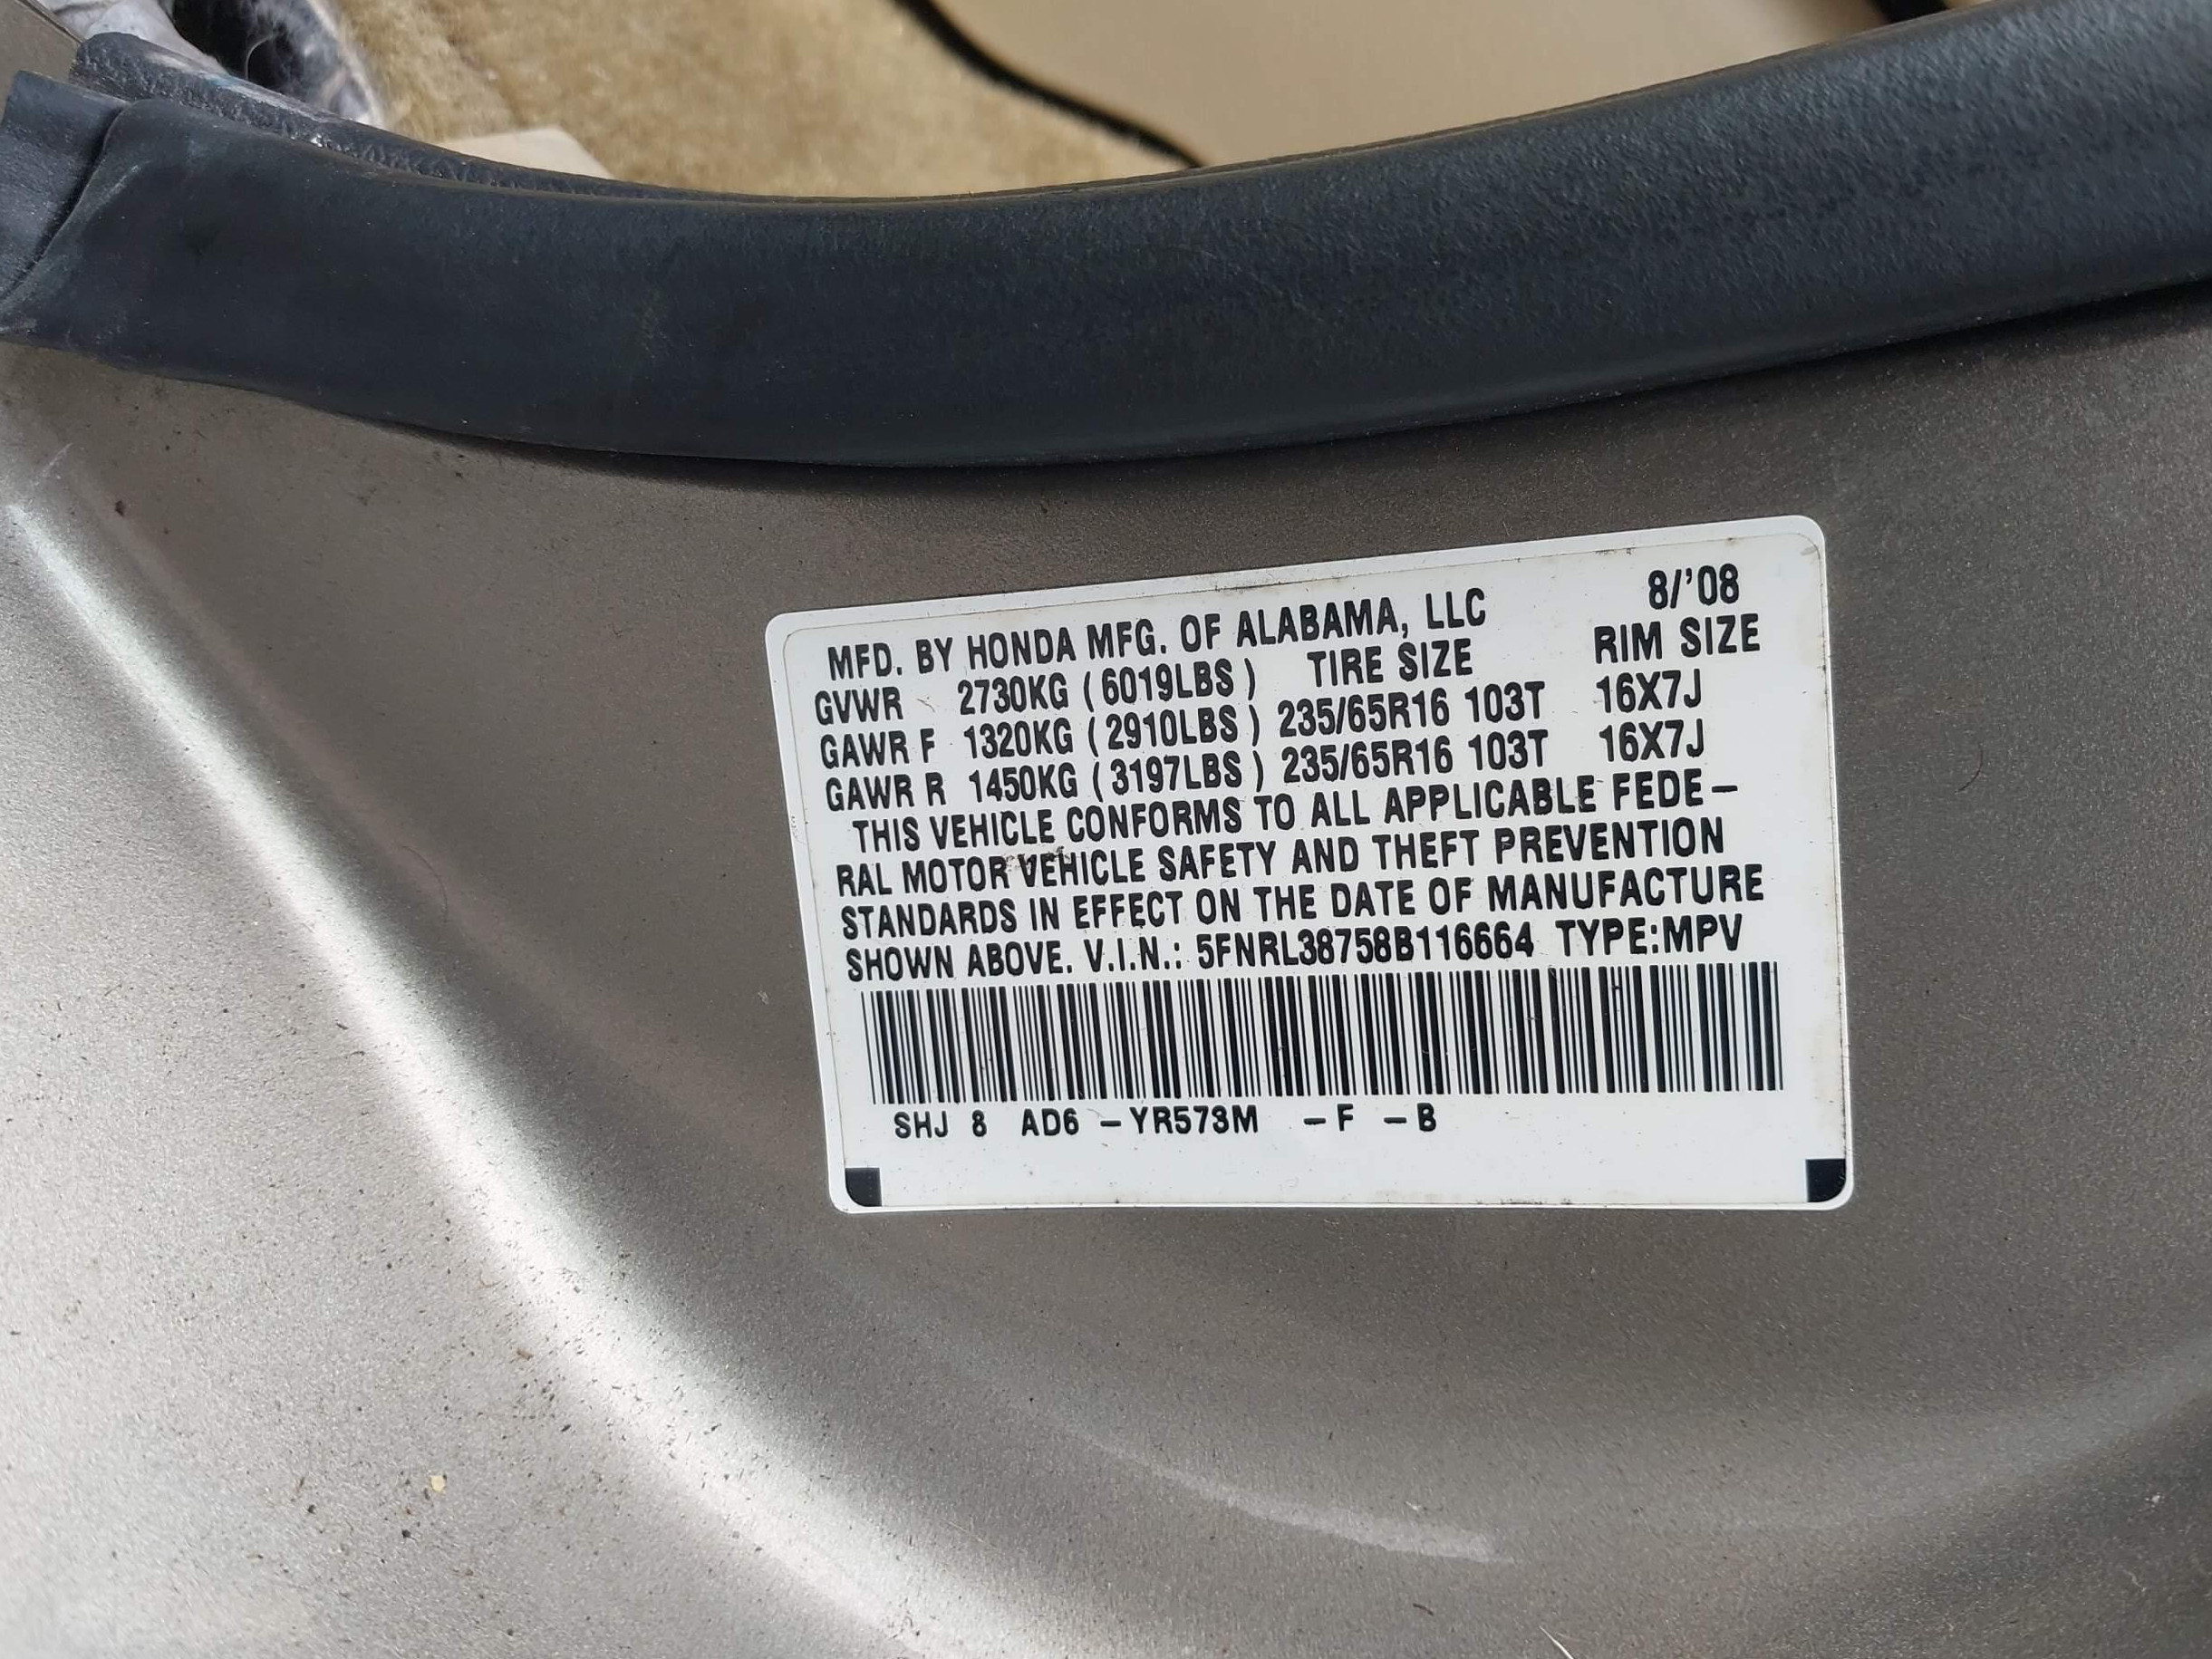 MFD. BY HONDA MFG. OF ALABAMA, LLC 8/'08
GVWR 2730KG ( 6019LBS ) TIRE SIZE RIM SIZE
GAWR F 1320KG ( 2910LBS ) 235/65R16 103T 16X7J
GAWR R 1450KG ( 3197LBS ) 235/65R16 103T 16X7J
THIS VEHICLE CONFORMS TO ALL APPLICABLE FEDE-
RAL MOTOR VEHICLE SAFETY AND THEFT PREVENTION
STANDARDS IN EFFECT ON THE DATE OF MANUFACTURE
SHOWN ABOVE. V.I.N.: 5FNRL38758B116664 TYPE:MPV
SHJ 8 AD6 -YR573M -F -B